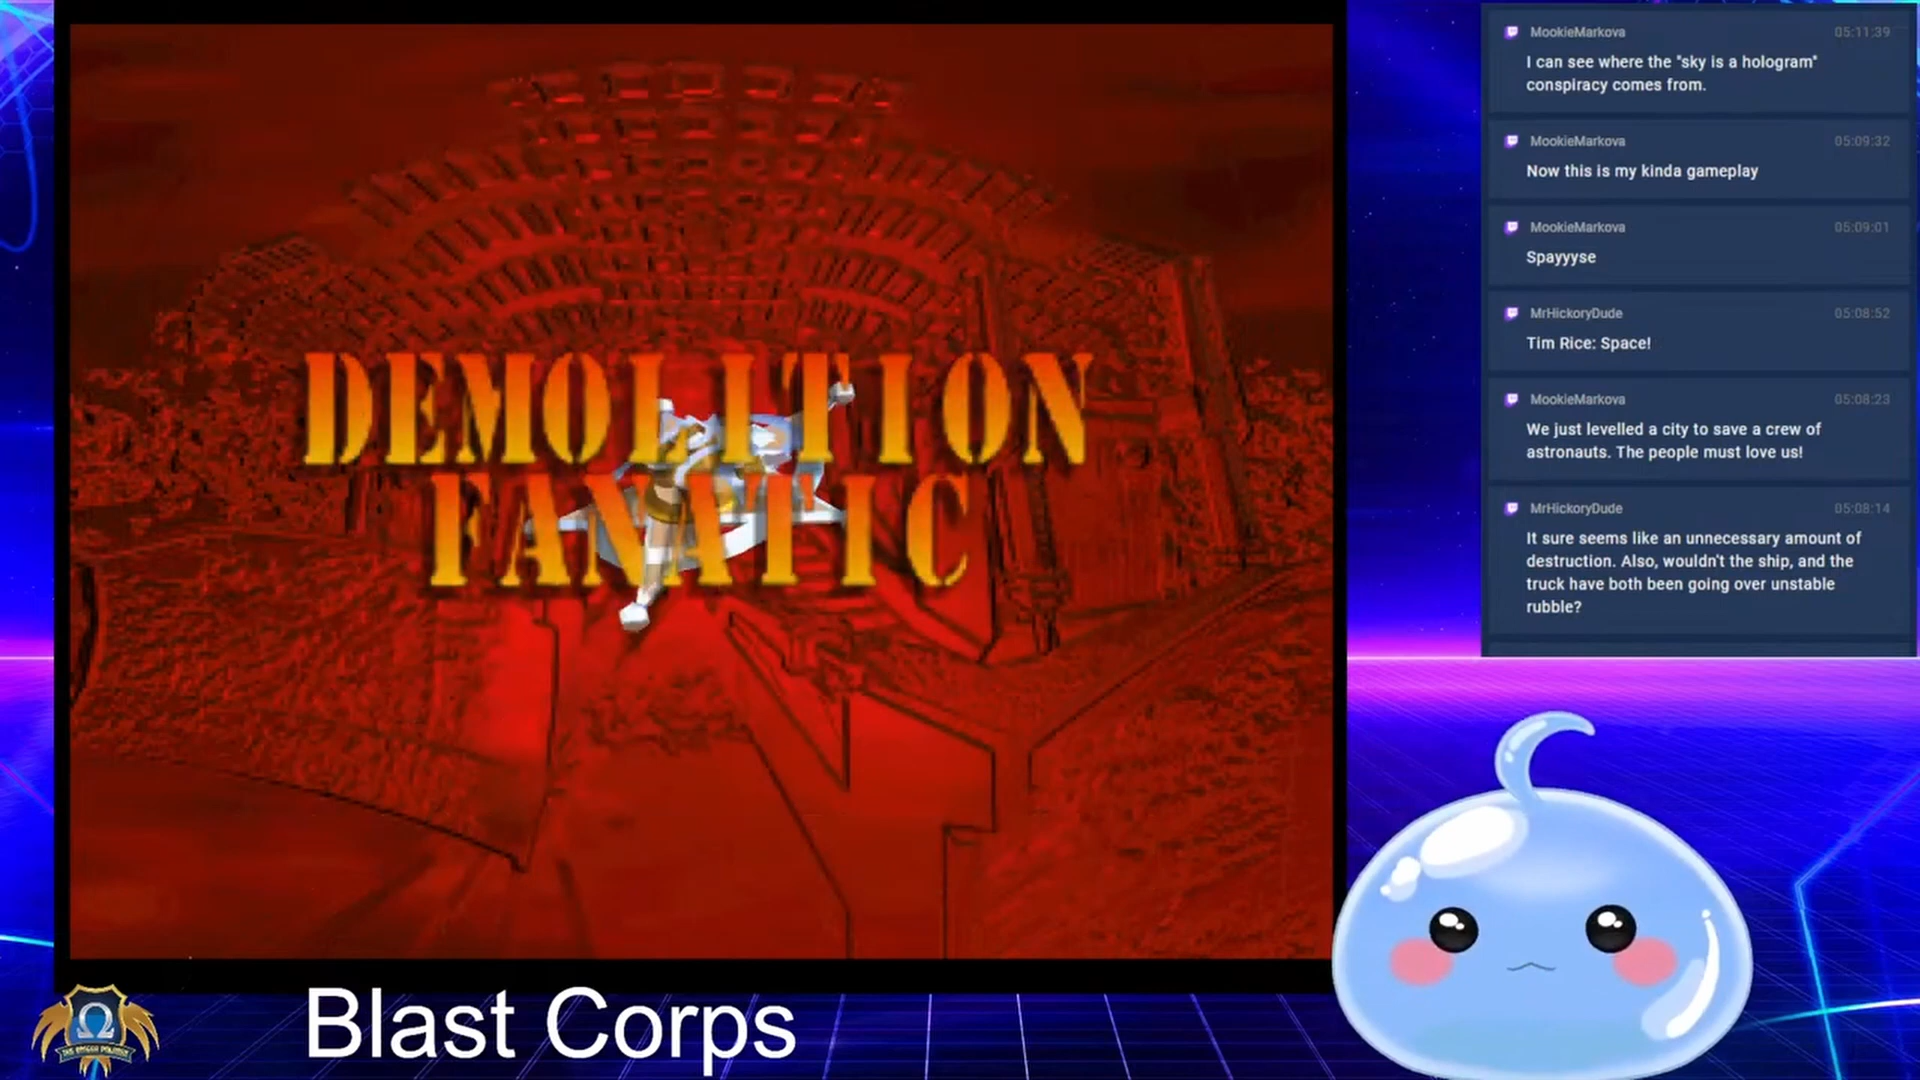 DEMOLITION
FANATIC
MookieMarkova 05:11:39
I can see where the "sky is a hologram"
conspiracy comes from.
MookieMarkova 05:09:32
Now this is my kinda gameplay
MookieMarkova 05:09:01
Spayyyse
MrHickoryDude 05:08:52
Tim Rice: Space!
MookieMarkova 05:08:23
We just levelled a city to save a crew of
astronauts. The people must love us!
MrHickoryDude 05:08:14
It sure seems like an unnecessary amount of
destruction. Also, wouldn't the ship, and the
truck have both been going over unstable
rubble?
Blast Corps
Ω